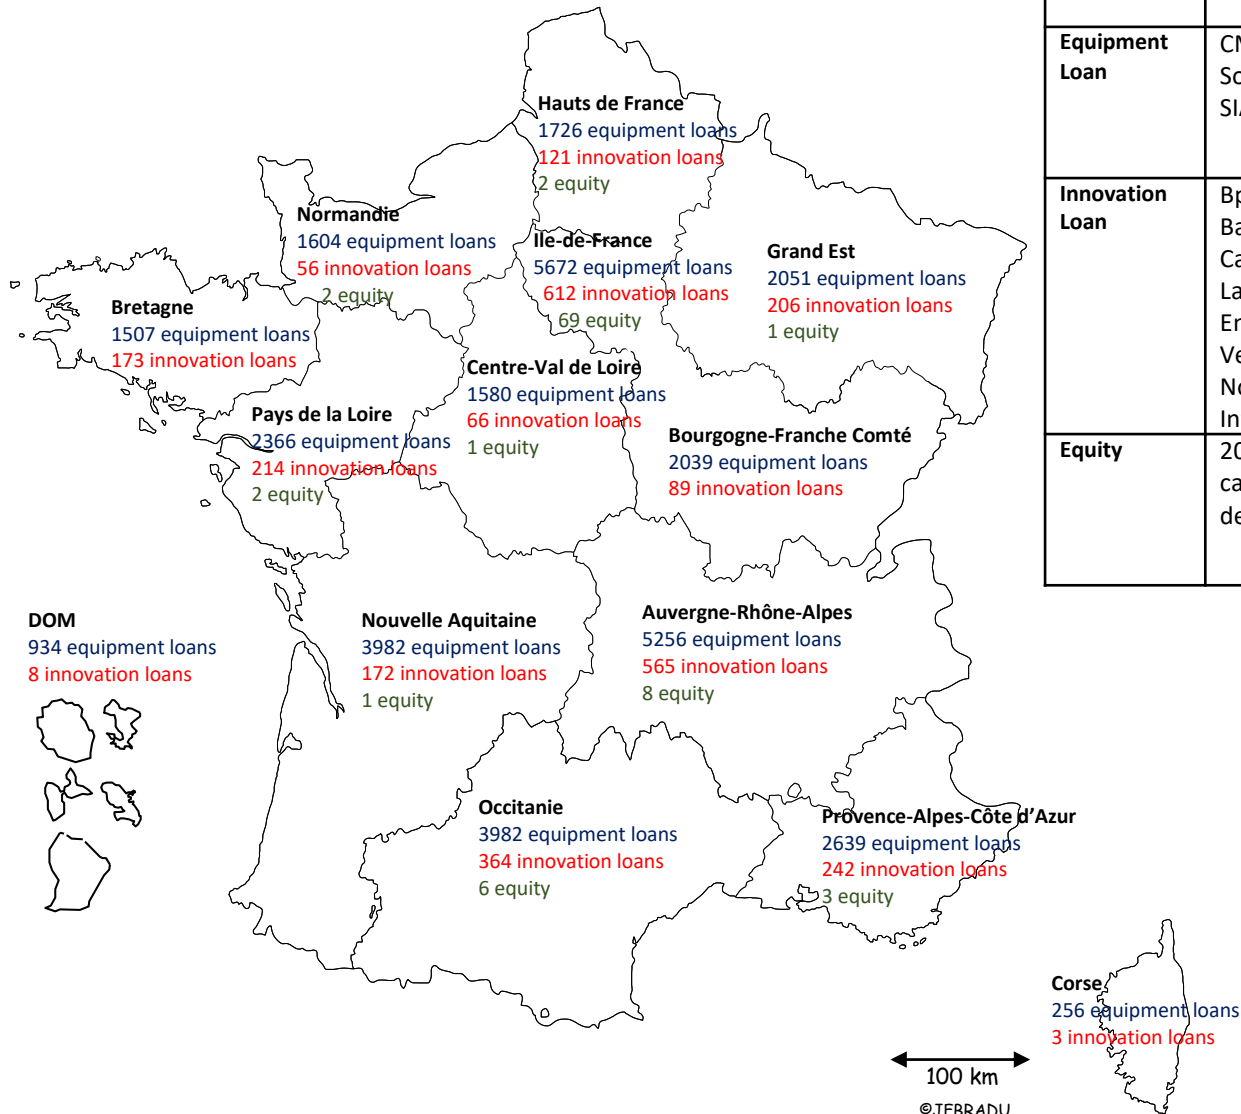 Hauts de France
1726 equipment loans
121 innovation loans
2 equity
Normandie
1604 equipment loans
56 innovation loans
2 equity
Ile-de-France
5672 equipment loans
612 innovation loans
69 equity
Grand Est
2051 equipment loans
206 innovation loans
1 equity
Bretagne
1507 equipment loans
173 innovation loans
Centre-Val de Loire
1580 equipment loans
66 innovation loans
1 equity
Pays de la Loire
2366 equipment loans
214 innovation loans
2 equity
Bourgogne-Franche Comté
2039 equipment loans
89 innovation loans
DOM
934 equipment loans
8 innovation loans
Nouvelle Aquitaine
3982 equipment loans
172 innovation loans
1 equity
Auvergne-Rhône-Alpes
5256 equipment loans
565 innovation loans
8 equity
Occitanie
3982 equipment loans
364 innovation loans
6 equity
Provence-Alpes-Côte d’Azur
2639 equipment loans
242 innovation loans
3 equity
Corse
256 equipment loans
3 innovation loans
100 km
©JEBRADU
Equipment
Loan
Innovation
Loan
Equity